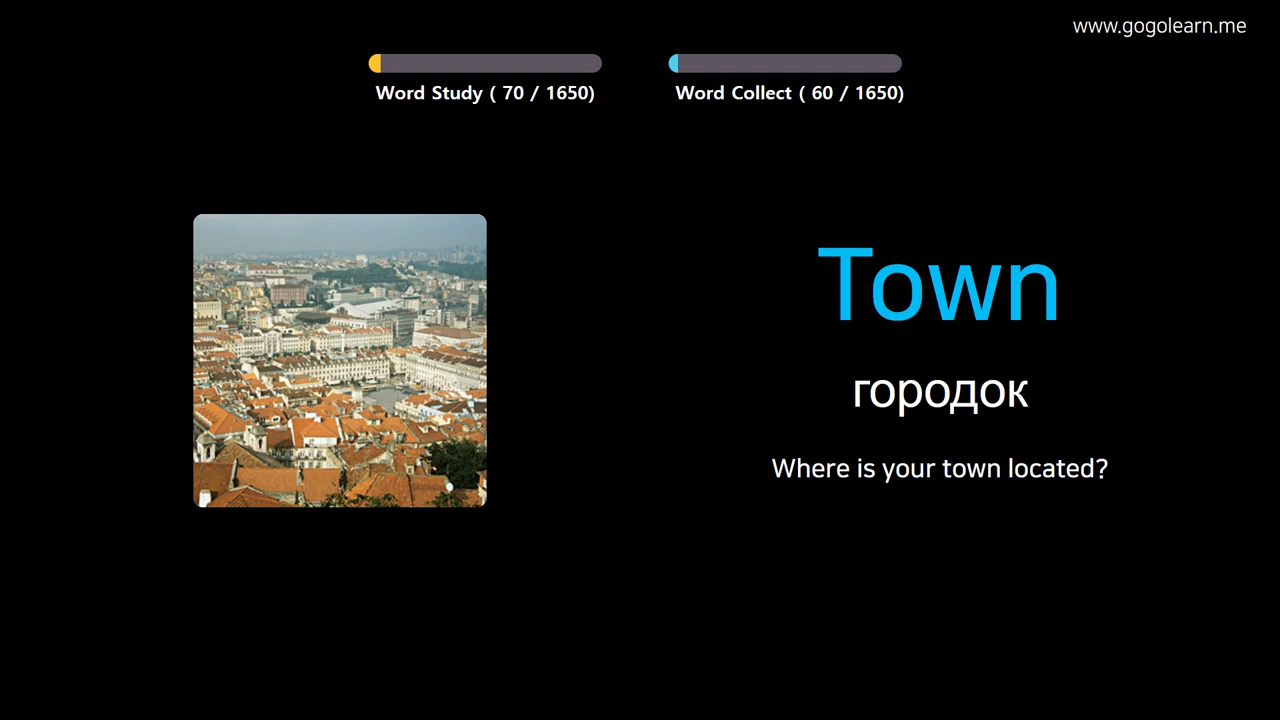 www.gogolearn.me
Word Study ( 70 / 1650)
Word Collect ( 60 / 1650)
Town
городок
Where is your town located?